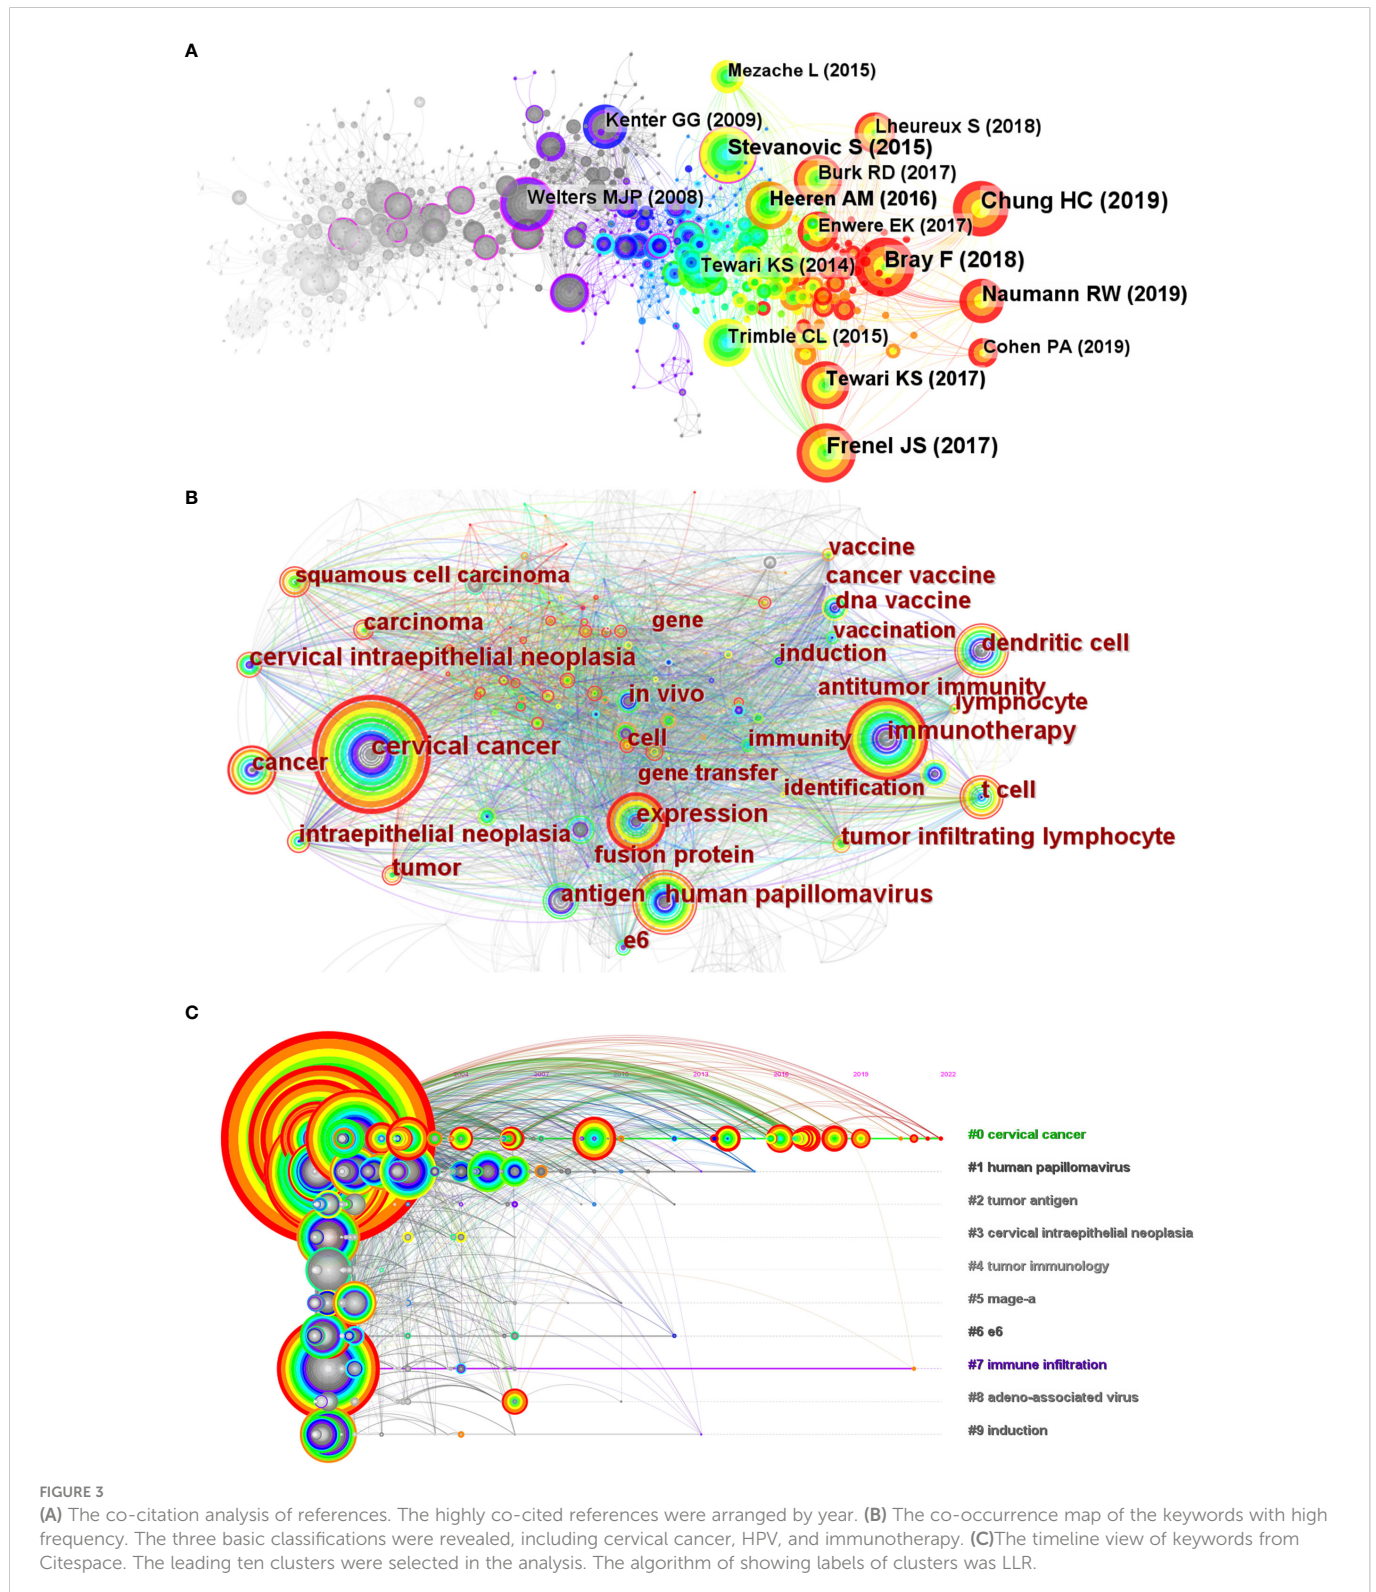 A
Mezache L (2015)
Kenter GG (2009)
Lheureux S (2018)
Stevanovic S (2015)
Burk RD (2017)
Welters MJP (2008)
Heeren AM (2016)
Chung HC (2019)
Enwere EK (2017)
Tewari KS (2014)
Bray F (2018)
Naumann RW (2019)
Trimble CL (2015)
Cohen PA (2019)
Tewari KS (2017)
Frenel JS (2017)
B
vaccine
squamous cell carcinoma
cancer vaccine
dna vaccine
carcinoma
gene
vaccination
dendritic cell
cervical intraepithelial neoplasia
induction
in vivo
antitumor immunity
lymphocyte
cervical cancer
cell
immunity
immunotherapy
cancer
gene transfer
identification
t cell
expression
intraepithelial neoplasia
tumor infiltrating lymphocyte
fusion protein
tumor
antigen
human papillomavirus
e6
C
2004 2007 2010 2013 2016 2019 2022
#0 cervical cancer
#1 human papillomavirus
#2 tumor antigen
#3 cervical intraepithelial neoplasia
#4 tumor immunology
#5 mage-a
#6 e6
#7 immune infiltration
#8 adeno-associated virus
#9 induction
FIGURE 3
(A) The co-citation analysis of references. The highly co-cited references were arranged by year. (B) The co-occurrence map of the keywords with high
frequency. The three basic classifications were revealed, including cervical cancer, HPV, and immunotherapy. (C)The timeline view of keywords from
Citespace. The leading ten clusters were selected in the analysis. The algorithm of showing labels of clusters was LLR.